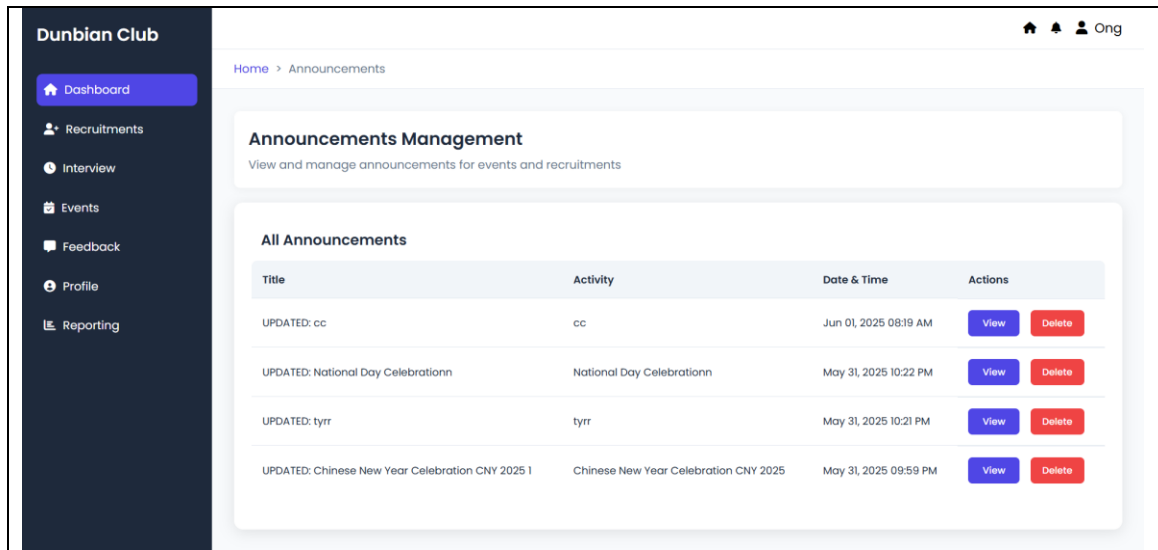 Dunbian Club
Ong
Home > Announcements
Dashboard
Recruitments
Interview
Events
Feedback
Profile
Reporting
Announcements Management
View and manage announcements for events and recruitments
All Announcements
Title Activity Date & Time Actions
UPDATED: cc cc Jun 01, 2025 08:19 AM View Delete
UPDATED: National Day Celebrationn National Day Celebrationn May 31, 2025 10:22 PM View Delete
UPDATED: tyrr tyrr May 31, 2025 10:21 PM View Delete
UPDATED: Chinese New Year Celebration CNY 2025 1 Chinese New Year Celebration CNY 2025 May 31, 2025 09:59 PM View Delete